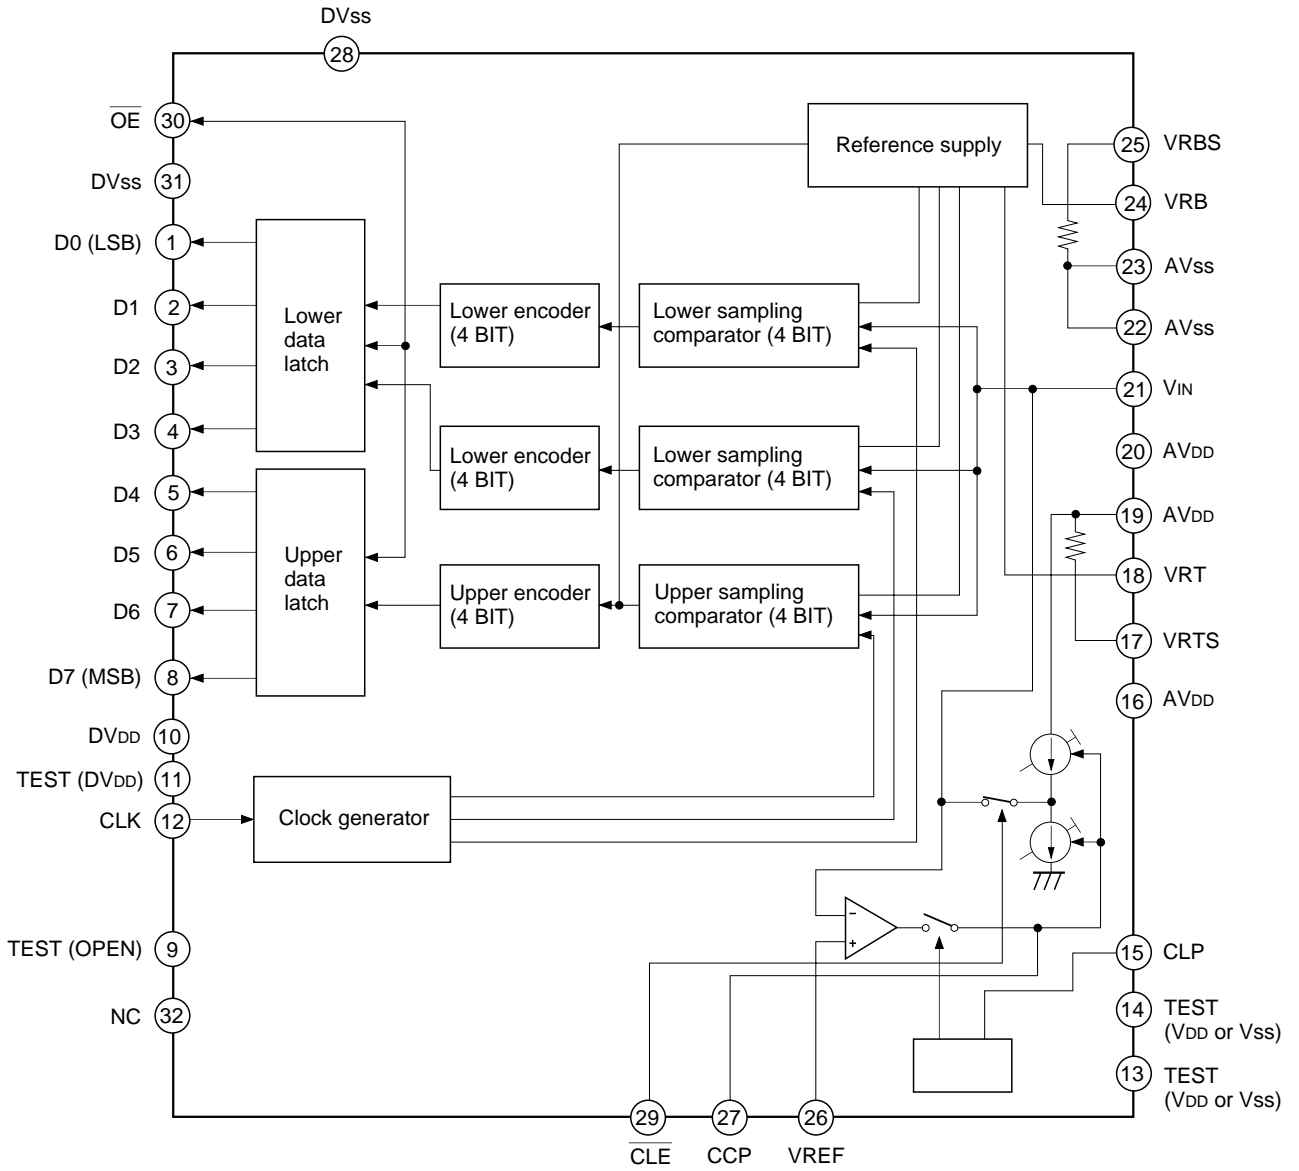 DVss
28
OE
30
DVss
31
D0 (LSB)
1
D1
2
D2
3
D3
4
D4
5
D5
6
D6
7
D7 (MSB)
8
DVDD
10
TEST (DVDD)
11
CLK
12
TEST (OPEN)
9
NC
32
Lower
data
latch
Upper
data
latch
Clock generator
Lower encoder
(4 BIT)
Lower encoder
(4 BIT)
Upper encoder
(4 BIT)
Lower sampling
comparator (4 BIT)
Lower sampling
comparator (4 BIT)
Upper sampling
comparator (4 BIT)
Reference supply
−
+
25
VRBS
24
VRB
23
AVss
22
AVss
21
VIN
20
AVDD
19
AVDD
18
VRT
17
VRTS
16
AVDD
15
CLP
14
TEST
(VDD or Vss)
13
TEST
(VDD or Vss)
29
CLE
27
CCP
26
VREF